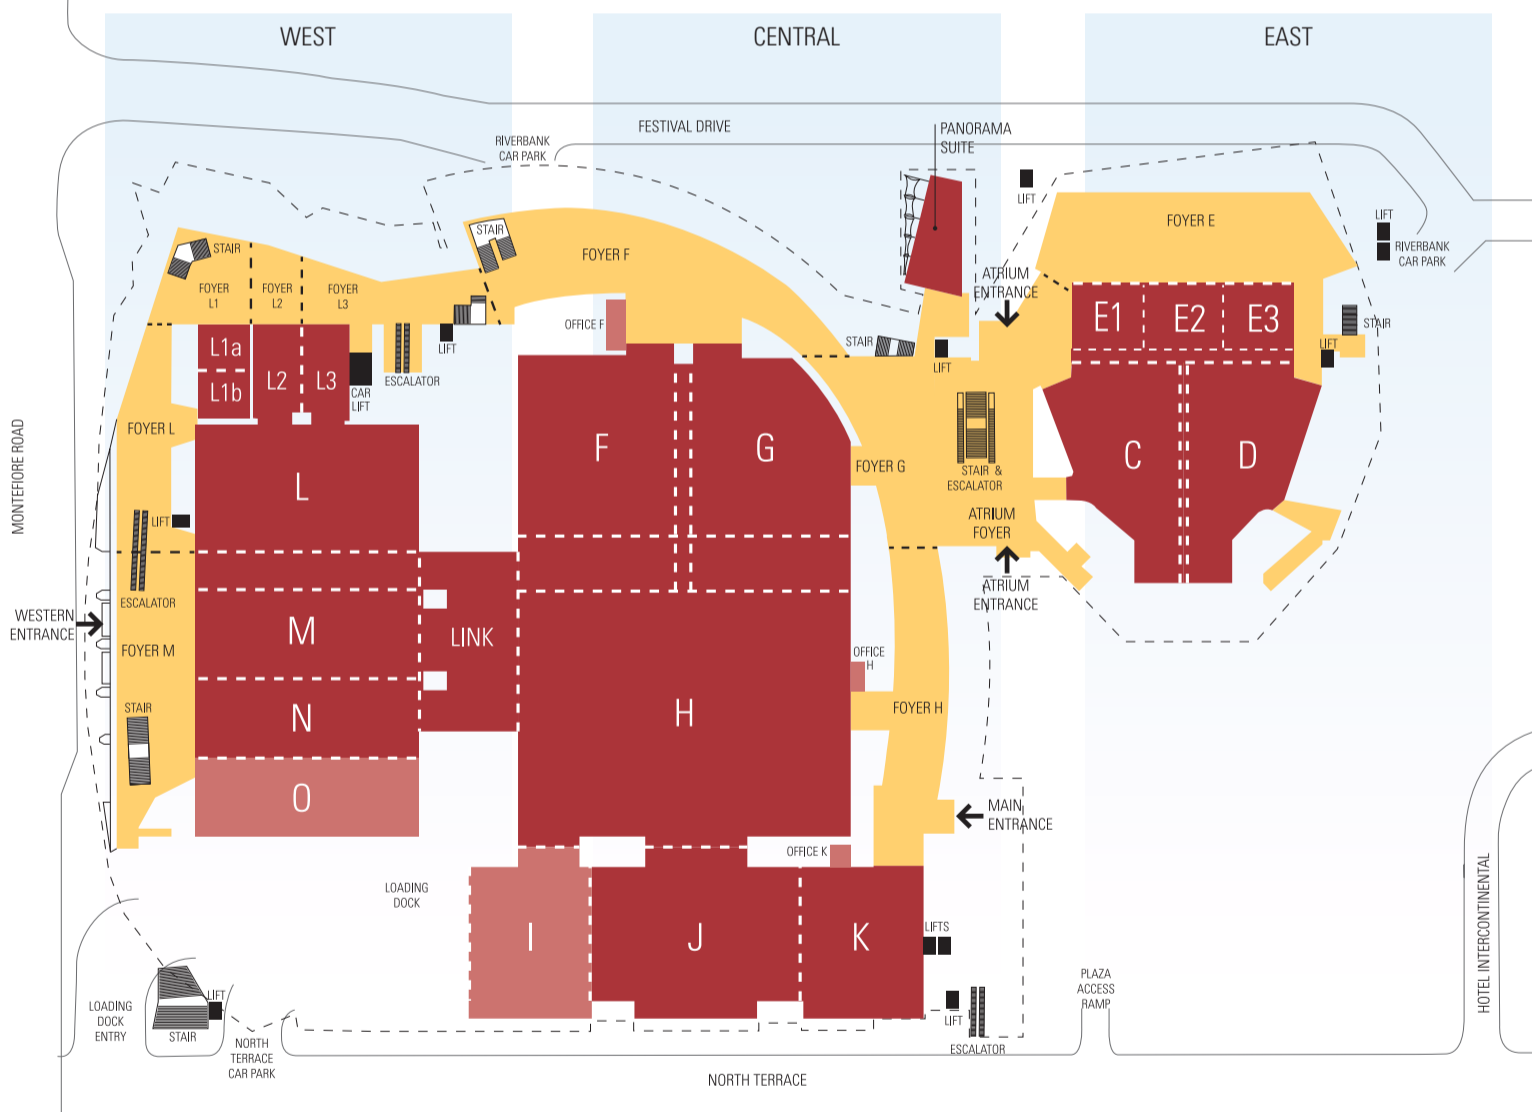 WEST
CENTRAL
EAST
FESTIVAL DRIVE
RIVERBANK
CAR PARK
PANORAMA
SUITE
LIFT
FOYER E
LIFT
RIVERBANK
CAR PARK
STAIR
STAIR
FOYER F
ATRIUM
ENTRANCE
FOYER
L1
FOYER
L2
FOYER
L3
OFFICE F
E1
E2
E3
STAIR
LIFT
STAIR
LIFT
LIFT
L1a
L1b
L2
L3
CAR
LIFT
ESCALATOR
MONTEFIORE ROAD
FOYER L
F
G
FOYER G
STAIR &
ESCALATOR
C
D
L
LIFT
ATRIUM
FOYER
ESCALATOR
ATRIUM
ENTRANCE
WESTERN
ENTRANCE
FOYER M
M
LINK
OFFICE
H
STAIR
N
H
FOYER H
O
MAIN
ENTRANCE
OFFICE K
LOADING
DOCK
I
J
K
LIFTS
HOTEL INTERCONTINENTAL
LOADING
DOCK
ENTRY
LIFT
STAIR
NORTH
TERRACE
CAR PARK
LIFT
ESCALATOR
PLAZA
ACCESS
RAMP
NORTH TERRACE